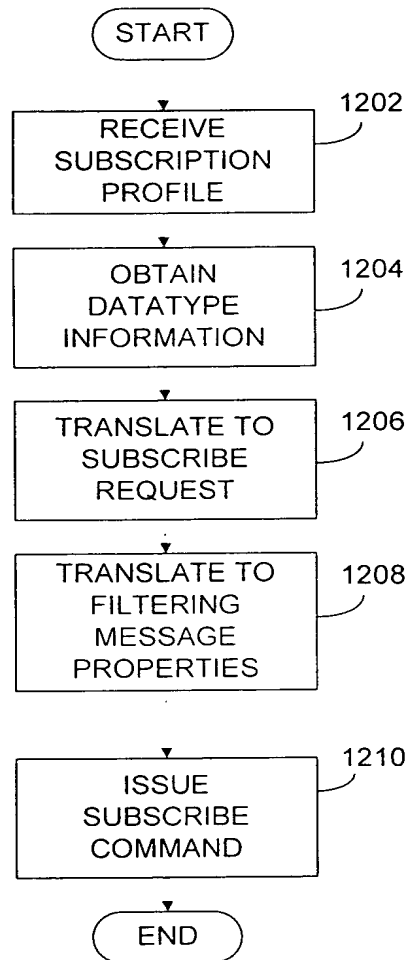 START
1202
RECEIVE
SUBSCRIPTION
PROFILE
1204
OBTAIN
DATATYPE
INFORMATION
1206
TRANSLATE TO
SUBSCRIBE
REQUEST
1208
TRANSLATE TO
FILTERING
MESSAGE
PROPERTIES
1210
ISSUE
SUBSCRIBE
COMMAND
END